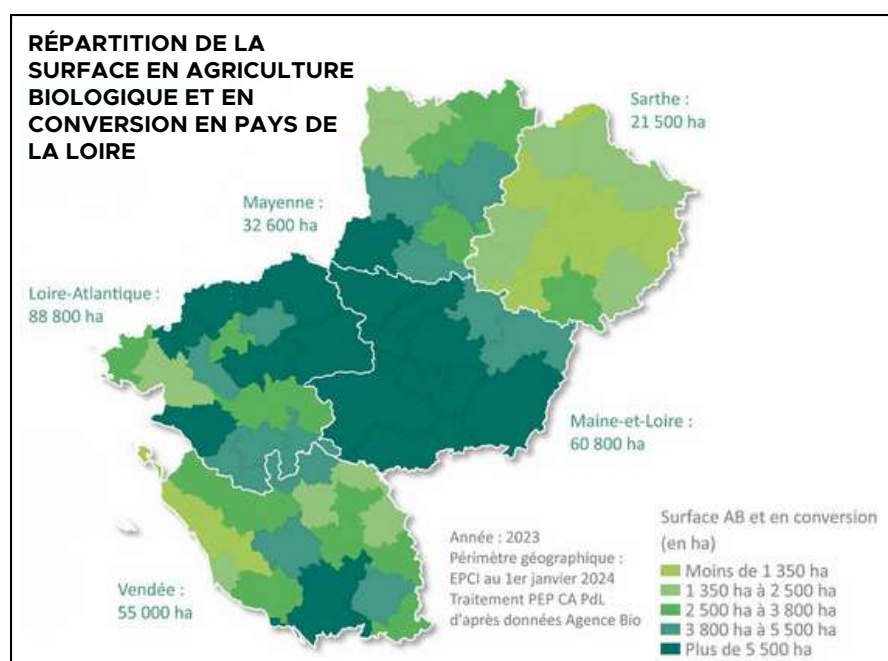 RÉPARTITION DE LA
SURFACE EN AGRICULTURE
BIOLOGIQUE ET EN
CONVERSION EN PAYS DE
LA LOIRE
Sarthe :
21 500 ha
Mayenne :
32 600 ha
Loire-Atlantique :
88 800 ha
Maine-et-Loire :
60 800 ha
Vendée :
55 000 ha
Année : 2023
Périmètre géographique :
EPCI au 1er janvier 2024
Traitement PEP CA PdL
d'après données Agence Bio
Surface AB et en conversion
(en ha)
Moins de 1 350 ha
1 350 ha à 2 500 ha
2 500 ha à 3 800 ha
3 800 ha à 5 500 ha
Plus de 5 500 ha